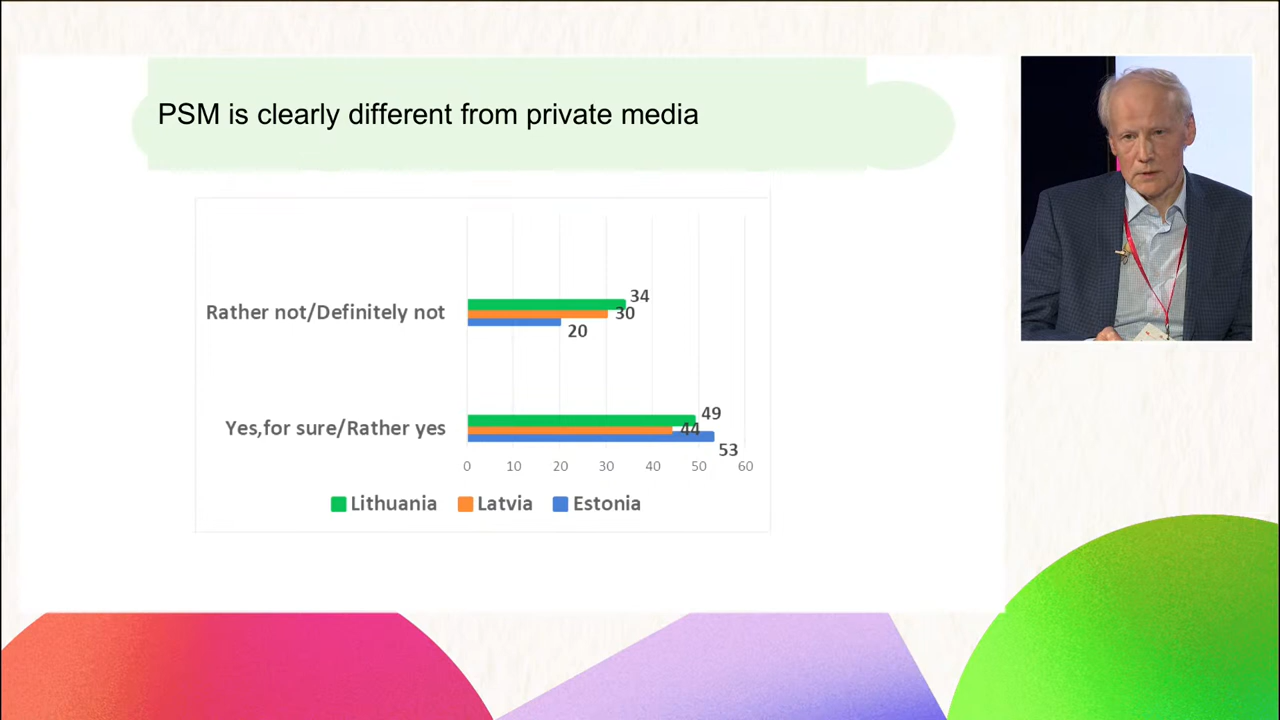 PSM is clearly different from private media
34
Rather not/Definitely not
30
20
49
Yes,for sure/Rather yes
44
53
0 10 20 30 40 50 60
Lithuania Latvia Estonia